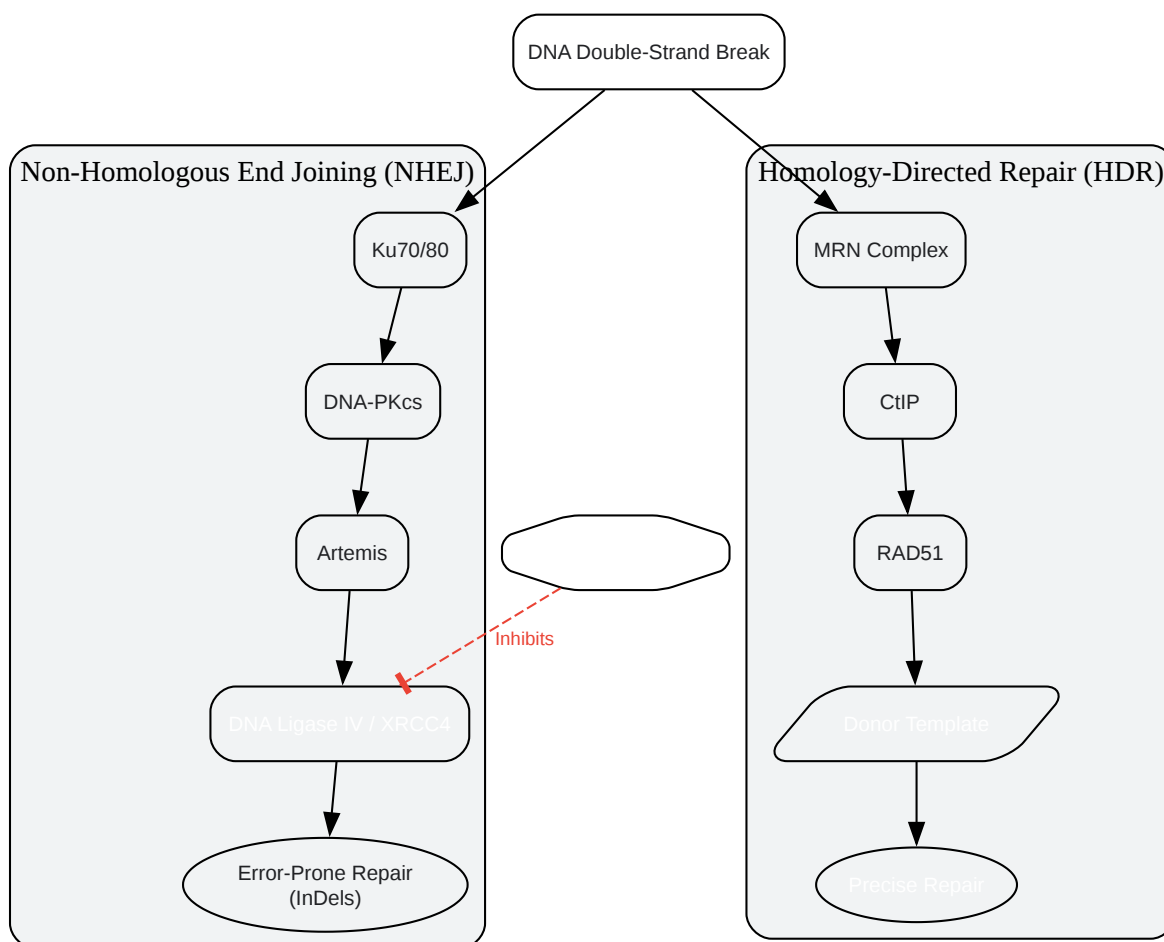 DNA Double-Strand Break
Non-Homologous End Joining (NHEJ)
Homology-Directed Repair (HDR)
Ku70/80
MRN Complex
DNA-PKcs
CtIP
Artemis
RAD51
Inhibits
DNA Ligase IV / XRCC4
Donor Template
Error-Prone Repair
(InDels)
Precise Repair